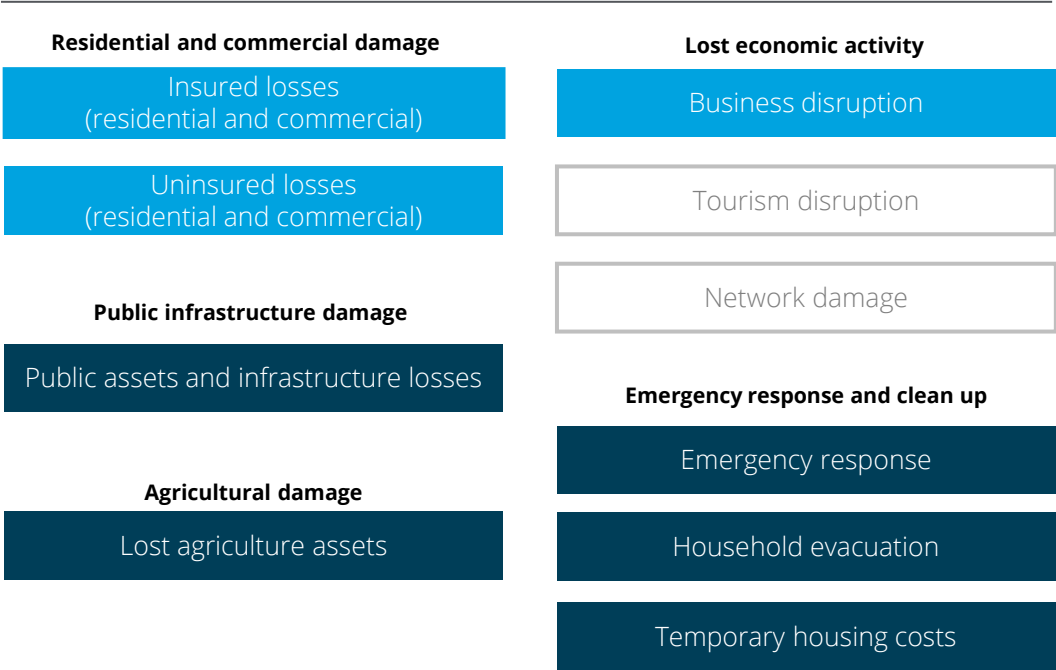 Residential and commercial damage
Insured losses
(residential and commercial)
Uninsured losses
(residential and commercial)
Public infrastructure damage
Public assets and infrastructure losses
Agricultural damage
Lost agriculture assets
Lost economic activity
Business disruption
Tourism disruption
Network damage
Emergency response and clean up
Emergency response
Household evacuation
Temporary housing costs